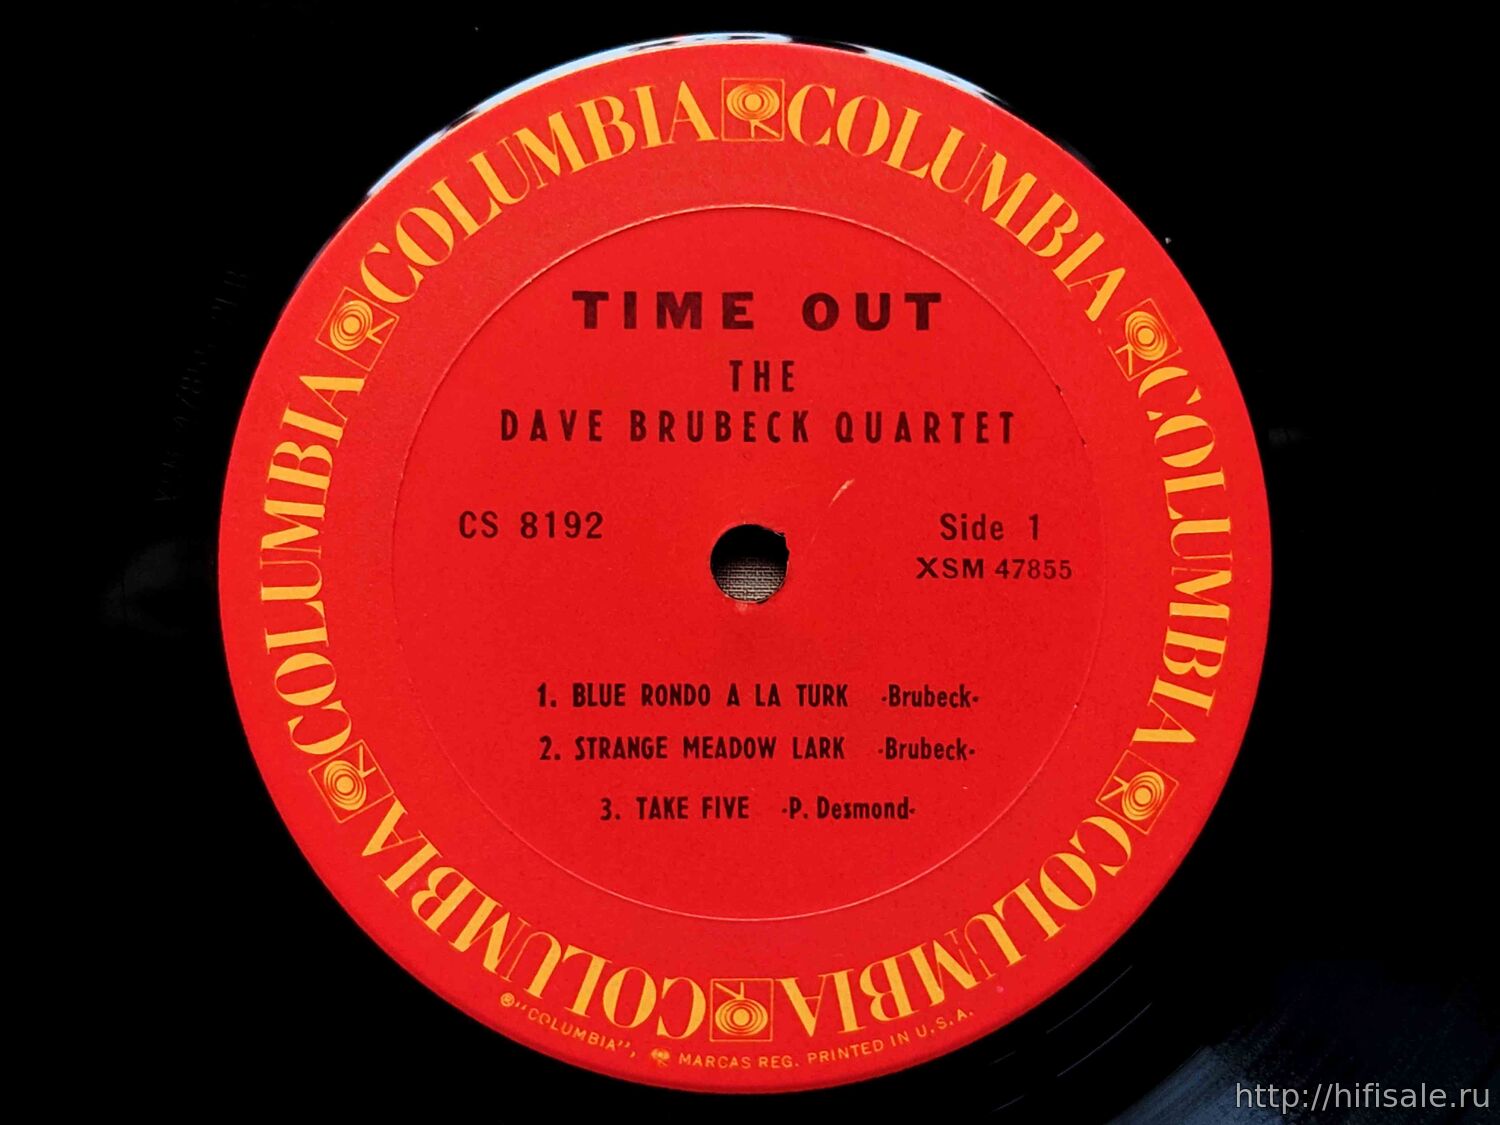 COLUMBIA COLUMBIA COLUMBIA COLUMBIA COLUMBIA COLUMBIA
TIME OUT
THE
DAVE BRUBECK QUARTET
CS 8192
Side 1
XSM 47855
1. BLUE RONDO A LA TURK -Brubeck-
2. STRANGE MEADOW LARK -Brubeck-
3. TAKE FIVE -P. Desmond-
® "COLUMBIA", MARCAS REG. PRINTED IN U.S.A.
http://hifisale.ru